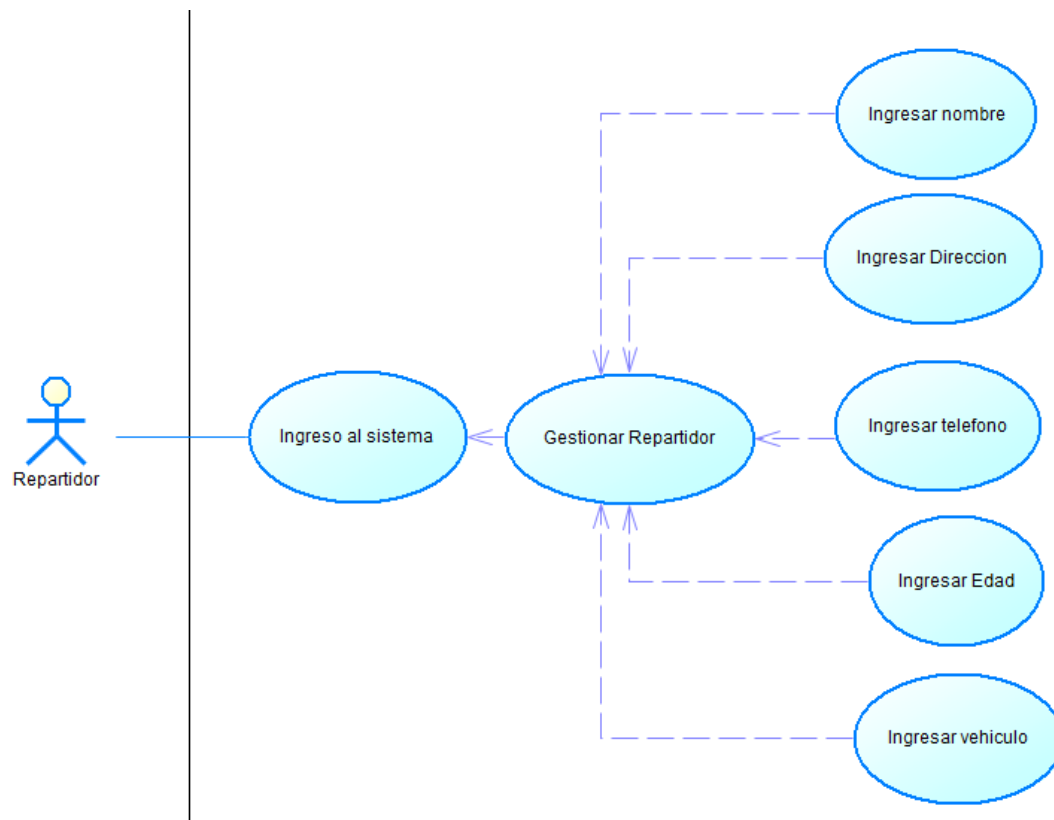 Ingresar nombre
Ingresar Direccion
Ingresar telefono
Ingreso al sistema
Gestionar Repartidor
Repartidor
Ingresar Edad
Ingresar vehiculo